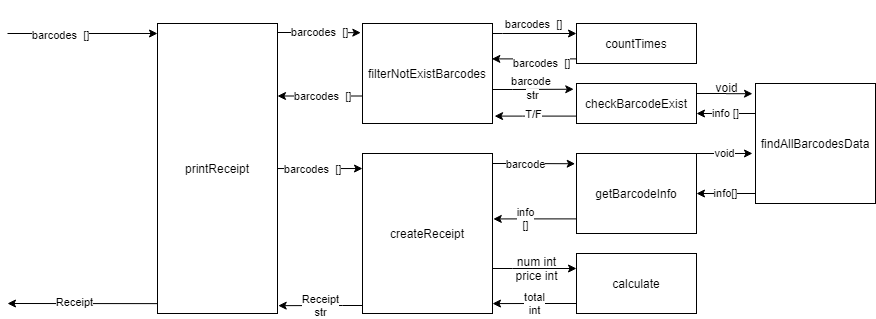 barcodes []
barcodes []
barcodes []
countTimes
filterNotExistBarcodes
barcodes []
barcode
str
void
barcodes []
checkBarcodeExist
T/F
info []
findAllBarcodesData
printReceipt
barcodes []
barcode
void
getBarcodeInfo
info[]
createReceipt
info
[]
num int
price int
calculate
Receipt
Receipt
str
total
int